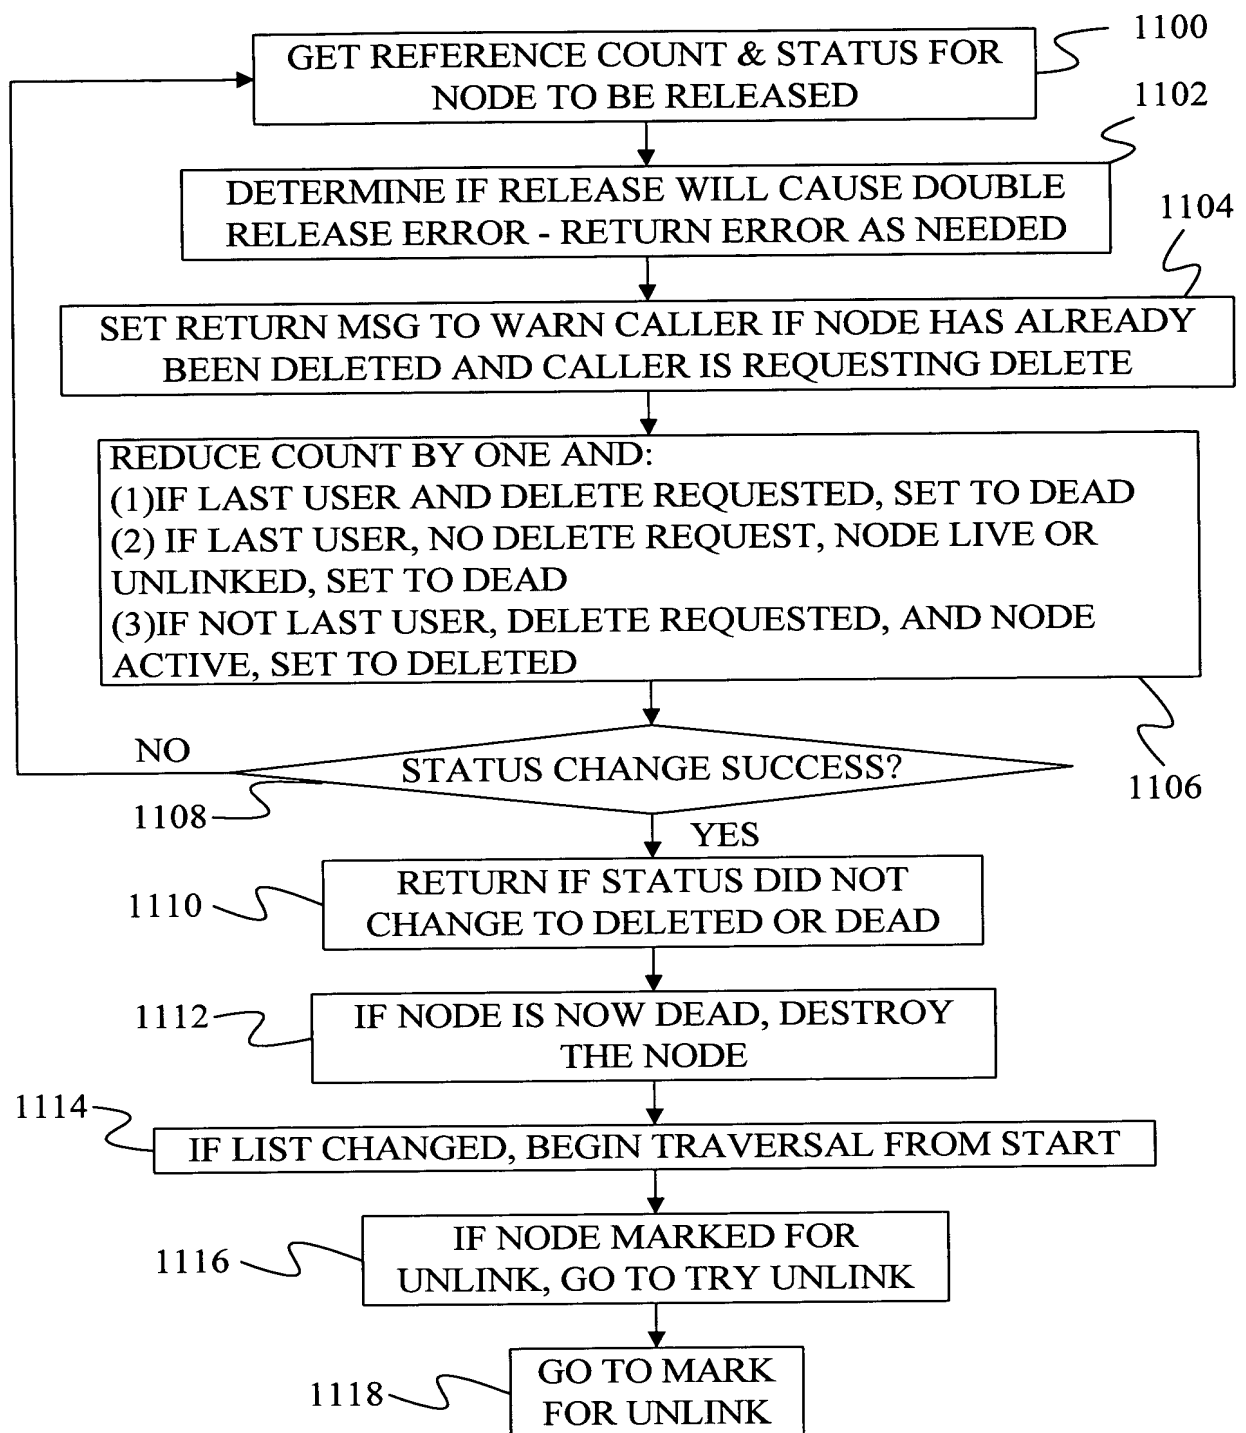 1100
GET REFERENCE COUNT & STATUS FOR
NODE TO BE RELEASED
1102
DETERMINE IF RELEASE WILL CAUSE DOUBLE
RELEASE ERROR - RETURN ERROR AS NEEDED
1104
SET RETURN MSG TO WARN CALLER IF NODE HAS ALREADY
BEEN DELETED AND CALLER IS REQUESTING DELETE
REDUCE COUNT BY ONE AND:
(1)IF LAST USER AND DELETE REQUESTED, SET TO DEAD
(2) IF LAST USER, NO DELETE REQUEST, NODE LIVE OR
UNLINKED, SET TO DEAD
(3)IF NOT LAST USER, DELETE REQUESTED, AND NODE
ACTIVE, SET TO DELETED
1106
NO
STATUS CHANGE SUCCESS?
1108
YES
RETURN IF STATUS DID NOT
CHANGE TO DELETED OR DEAD
1110
IF NODE IS NOW DEAD, DESTROY
THE NODE
1112
1114
IF LIST CHANGED, BEGIN TRAVERSAL FROM START
IF NODE MARKED FOR
UNLINK, GO TO TRY UNLINK
1116
GO TO MARK
FOR UNLINK
1118